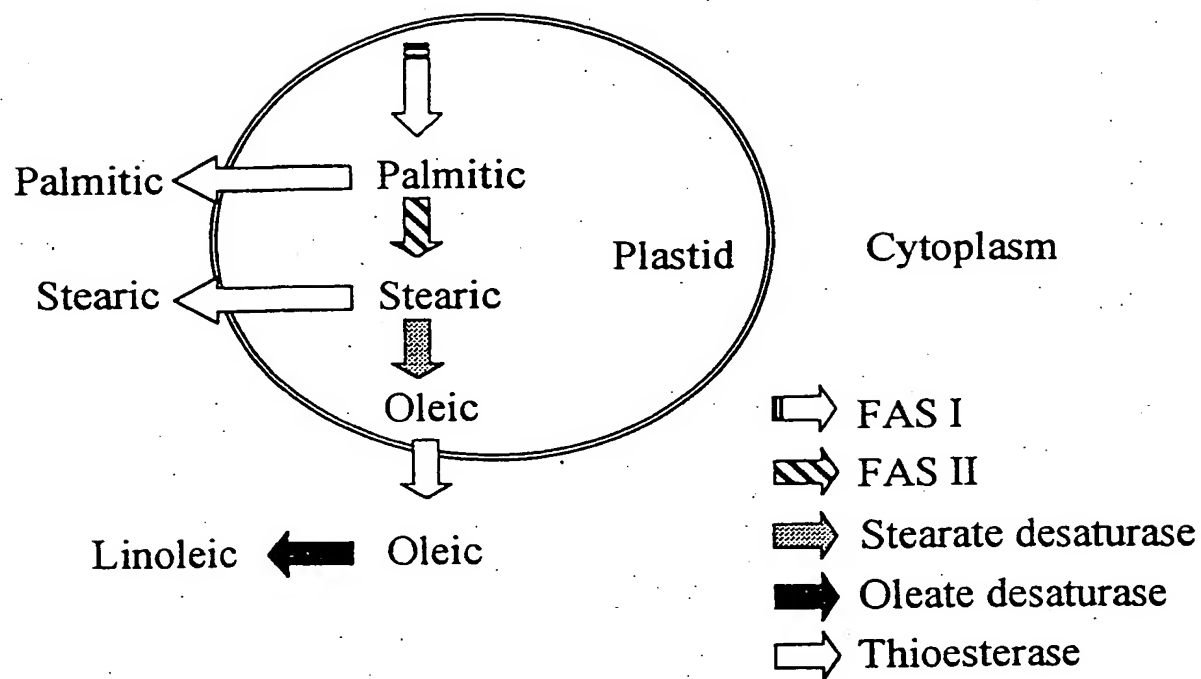 Palmitic
Palmitic
Plastid
Cytoplasm
Stearic
Stearic
Oleic
Linoleic
Oleic
FAS I
FAS II
Stearate desaturase
Oleate desaturase
Thioesterase